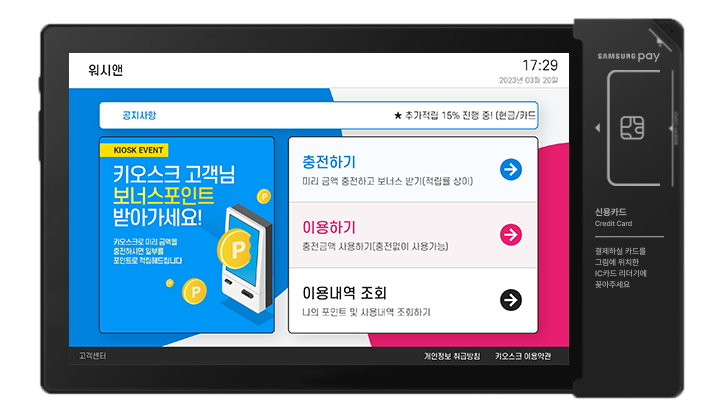 워시앤
17:29
2023년 03월 20일
공지사항
★ 추가적립 15% 진행 중! (현금/카드
KIOSK EVENT
키오스크 고객님
보너스포인트
받아가세요!
키오스크로 미리 금액을
충전하시면 일부를
포인트로 적립해드립니다
P
P
P
충전하기
미리 금액 충전하고 보너스 받기(적립률 상이)
이용하기
충전금액 사용하기(충전없이 사용가능)
이용내역 조회
나의 포인트 및 사용내역 조회하기
고객센터
개인정보 취급방침
키오스크 이용약관
SAMSUNG pay
신용카드
Credit Card
결제하실 카드를
그림에 위치한
IC카드 리더기에
꽂아주세요